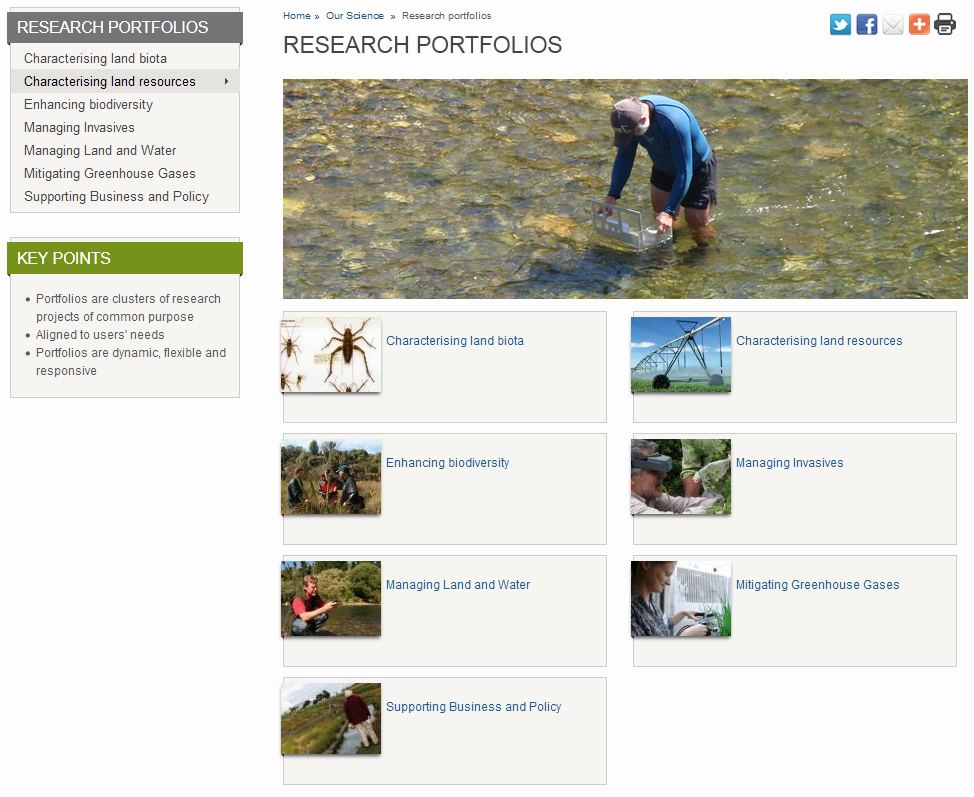 RESEARCH PORTFOLIOS
Characterising land biota
Characterising land resources
Enhancing biodiversity
Managing Invasives
Managing Land and Water
Mitigating Greenhouse Gases
Supporting Business and Policy
KEY POINTS
• Portfolios are clusters of research
projects of common purpose
• Aligned to users' needs
• Portfolios are dynamic, flexible and
responsive
Home » Our Science » Research portfolios
RESEARCH PORTFOLIOS
Characterising land biota
Characterising land resources
Enhancing biodiversity
Managing Invasives
Managing Land and Water
Mitigating Greenhouse Gases
Supporting Business and Policy